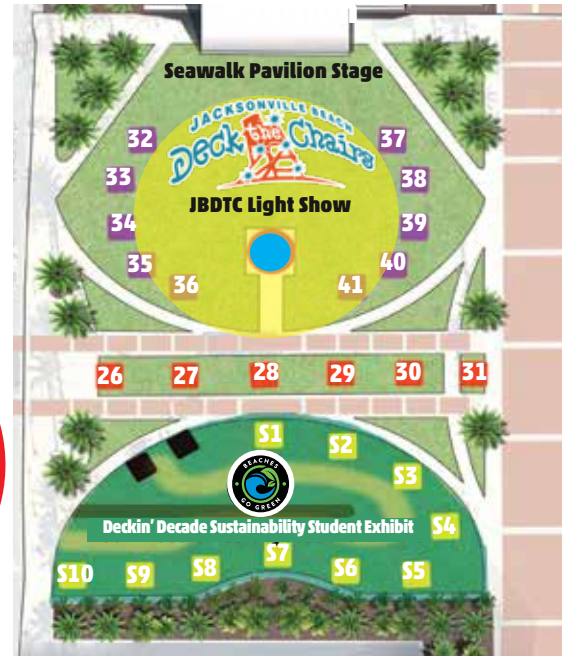 Seawalk Pavilion Stage
JACKSONVILLE BEACH
Deck the Chairs
JBDTC Light Show
32
37
33
38
34
39
35
40
36
41
26 27 28 29 30 31
S1
S2
S3
BEACHES
GO GREEN
S4
Deckin' Decade Sustainability Student Exhibit
S7
S10 S9 S8 S6 S5